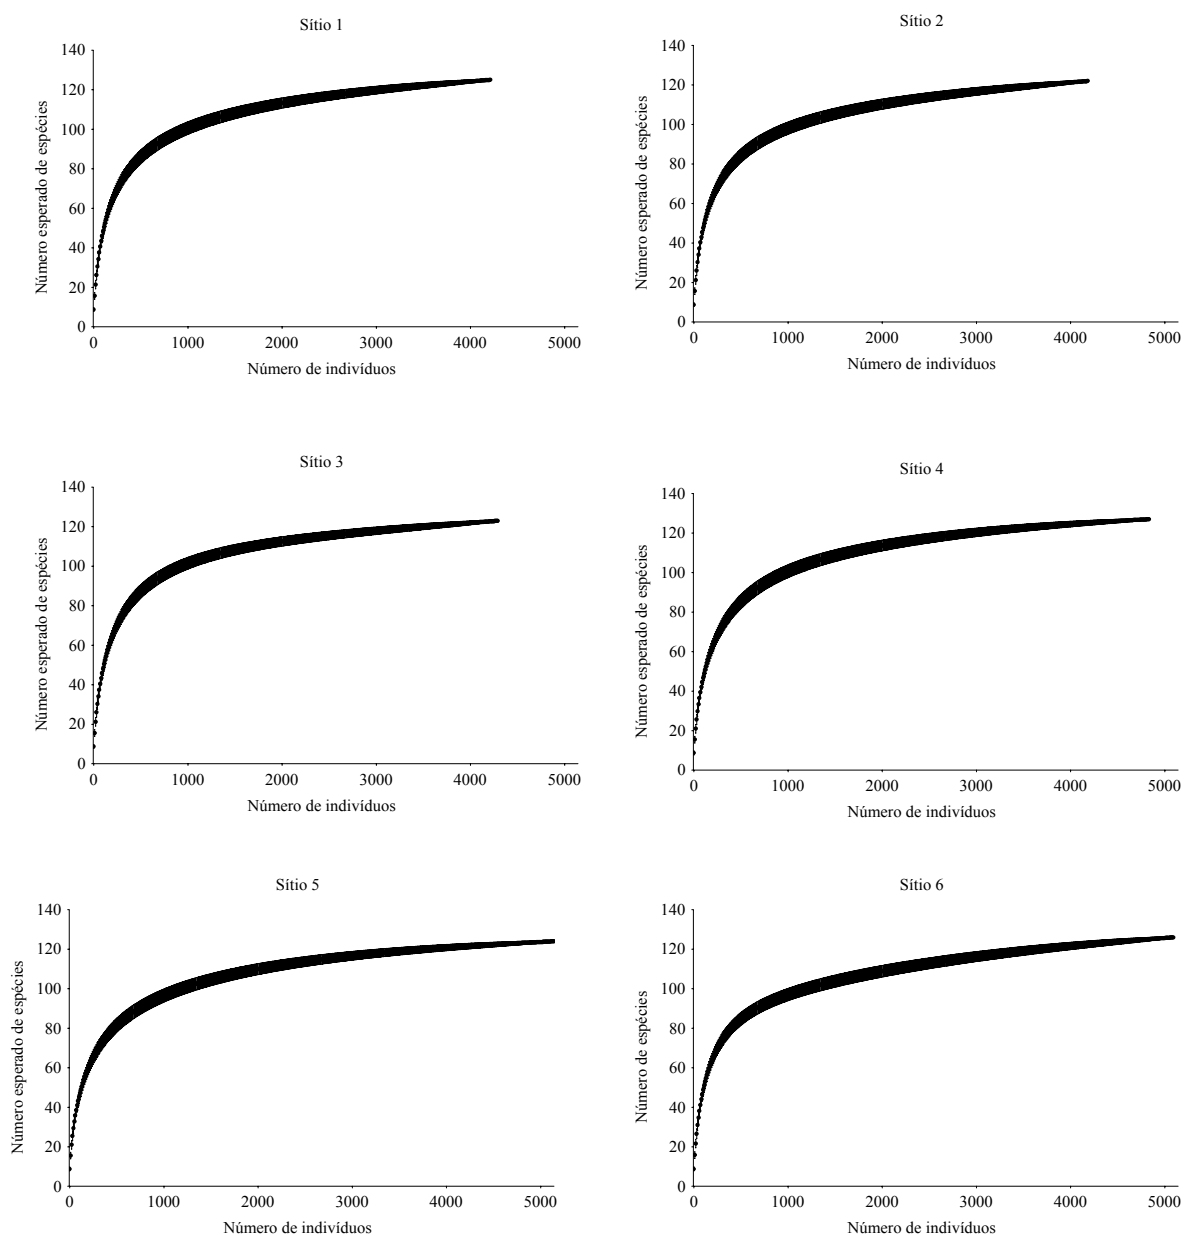 Sítio 1
Número esperado de espécies
140
120
100
80
60
40
20
0
0 1000 2000 3000 4000 5000
Número de indivíduos
Sítio 2
Número esperado de espécies
140
120
100
80
60
40
20
0
0 1000 2000 3000 4000 5000
Número de indivíduos
Sítio 3
Número esperado de espécies
140
120
100
80
60
40
20
0
0 1000 2000 3000 4000 5000
Número de indivíduos
Sítio 4
Número esperado de espécies
140
120
100
80
60
40
20
0
0 1000 2000 3000 4000 5000
Número de indivíduos
Sítio 5
Número esperado de espécies
140
120
100
80
60
40
20
0
0 1000 2000 3000 4000 5000
Número de indivíduos
Sítio 6
Número de espécies
140
120
100
80
60
40
20
0
0 1000 2000 3000 4000 5000
Número de indivíduos